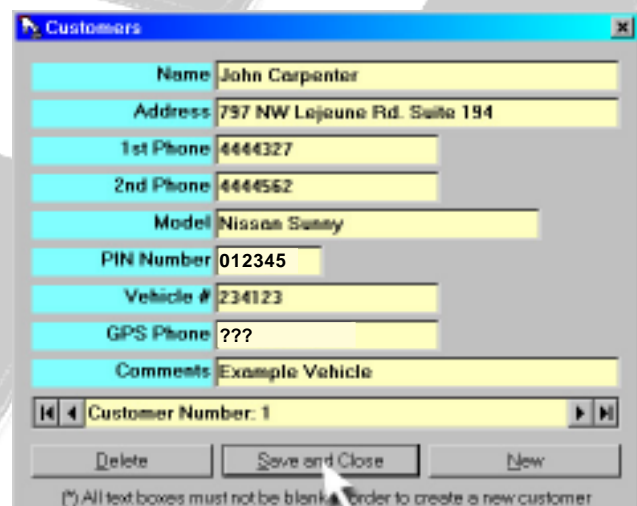 Customers
Name John Carpenter
Address 797 NW Lejeune Rd. Suite 194
1st Phone 4444327
2nd Phone 4444562
Model Nissan Sunny
PIN Number 012345
Vehicle # 234123
GPS Phone ???
Comments Example Vehicle
Customer Number: 1
Delete Save and Close New
(*) All text boxes must not be blank order to create a new customer